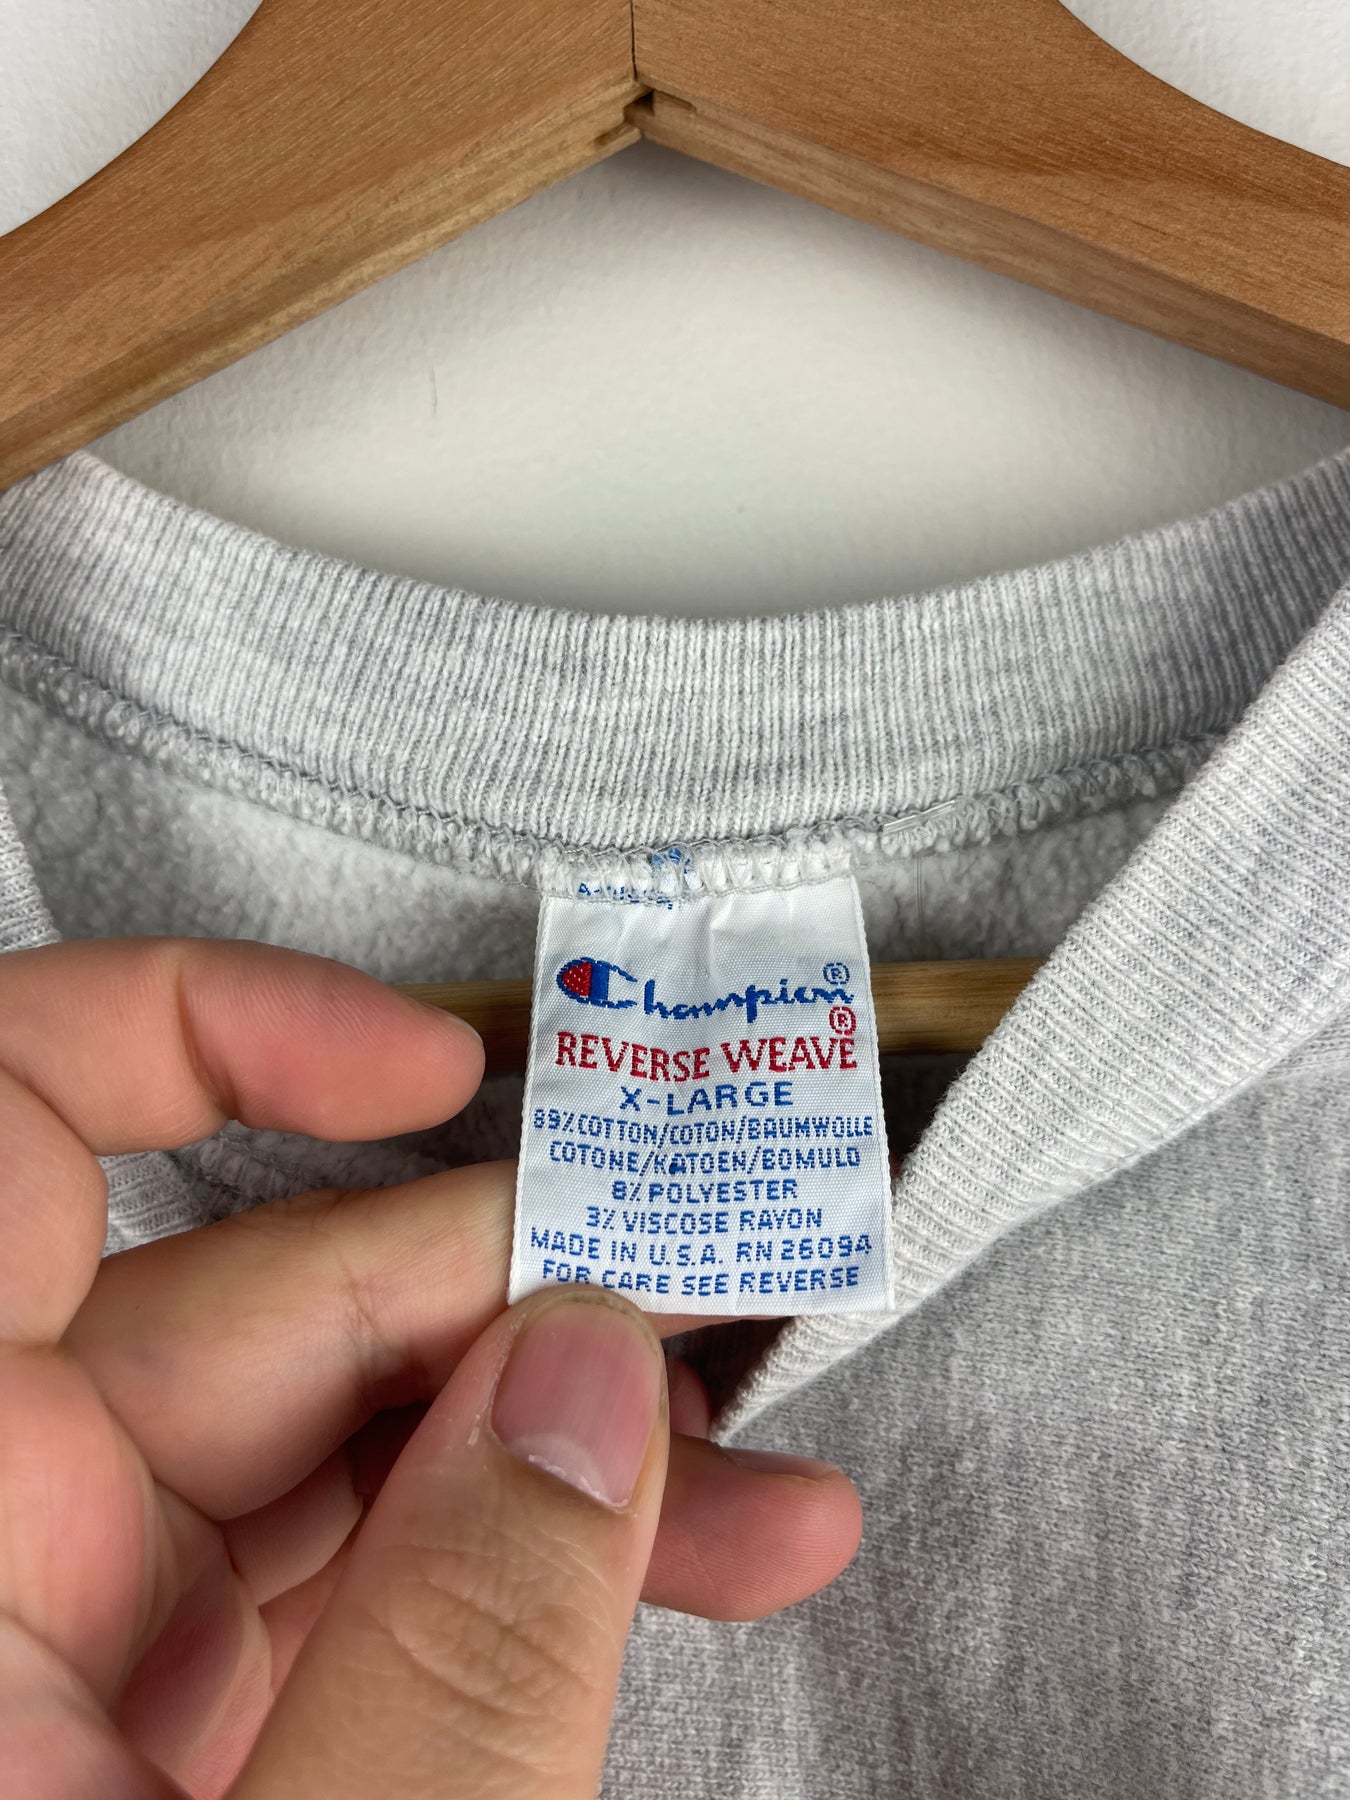 Champion®
REVERSE WEAVE®
X-LARGE
89% COTTON/COTON/BAUMWOLLE
COTONE/KATOEN/BOMULD
8% POLYESTER
3% VISCOSE RAYON
MADE IN U.S.A. RN 26094
FOR CARE SEE REVERSE